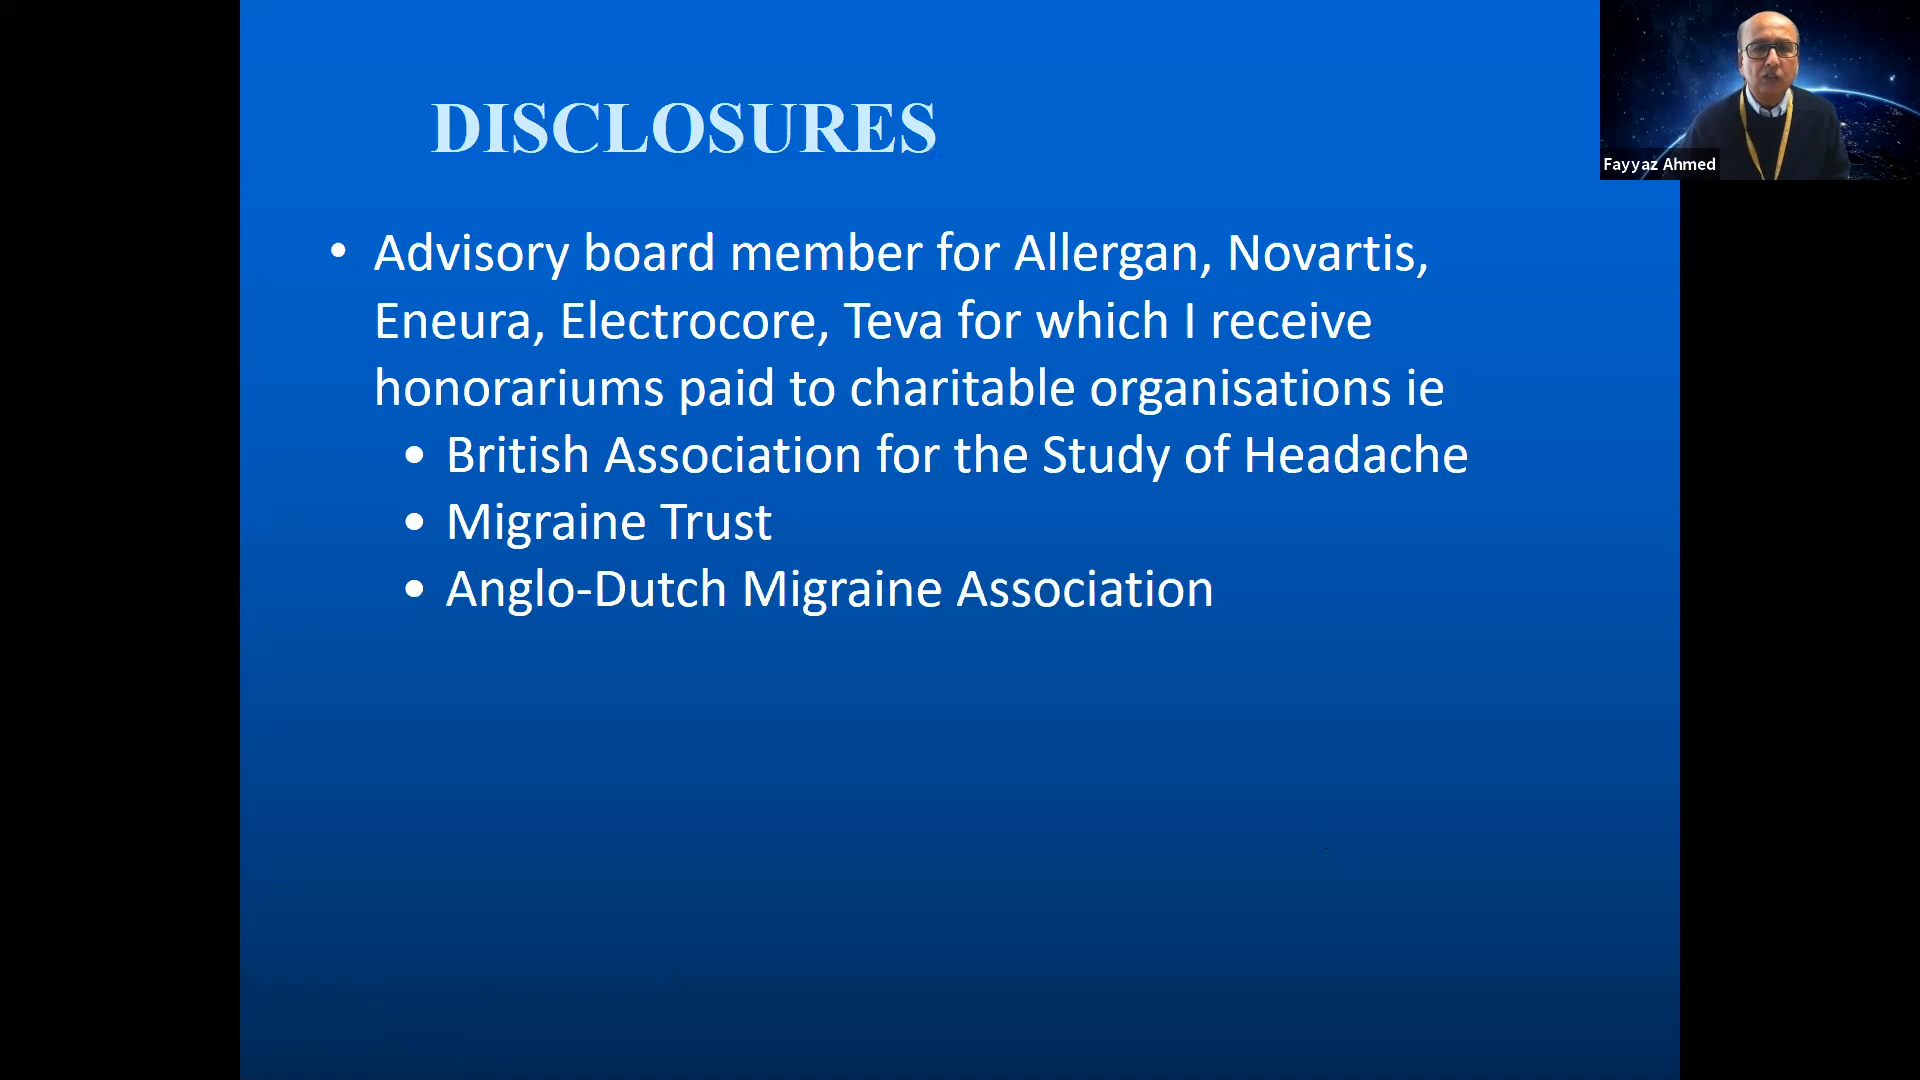 DISCLOSURES
• Advisory board member for Allergan, Novartis,
Eneura, Electrocore, Teva for which I receive
honorariums paid to charitable organisations ie
• British Association for the Study of Headache
• Migraine Trust
• Anglo-Dutch Migraine Association
Fayyaz Ahmed